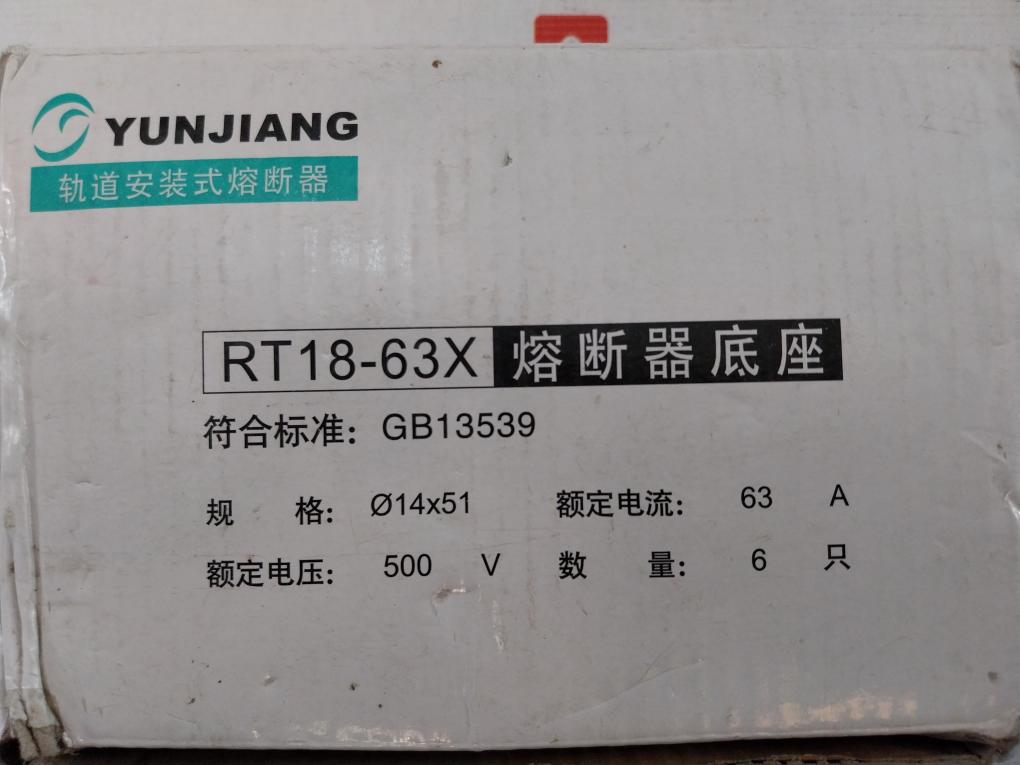 YUNJIANG
轨道安装式熔断器
RT18-63X 熔断器底座
符合标准: GB13539
规 格: Ø14x51 额定电流: 63 A
额定电压: 500 V 数 量: 6 只